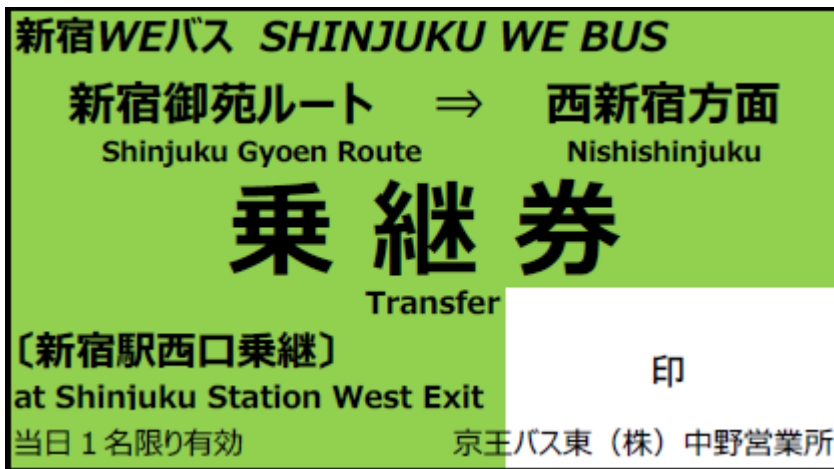 新宿WEバス SHINJUKU WE BUS
新宿御苑ルート ⇒ 西新宿方面
Shinjuku Gyoen Route Nishishinjuku
乗継券
Transfer
〔新宿駅西口乗継〕
at Shinjuku Station West Exit
印
当日1名限り有効 京王バス東（株）中野営業所